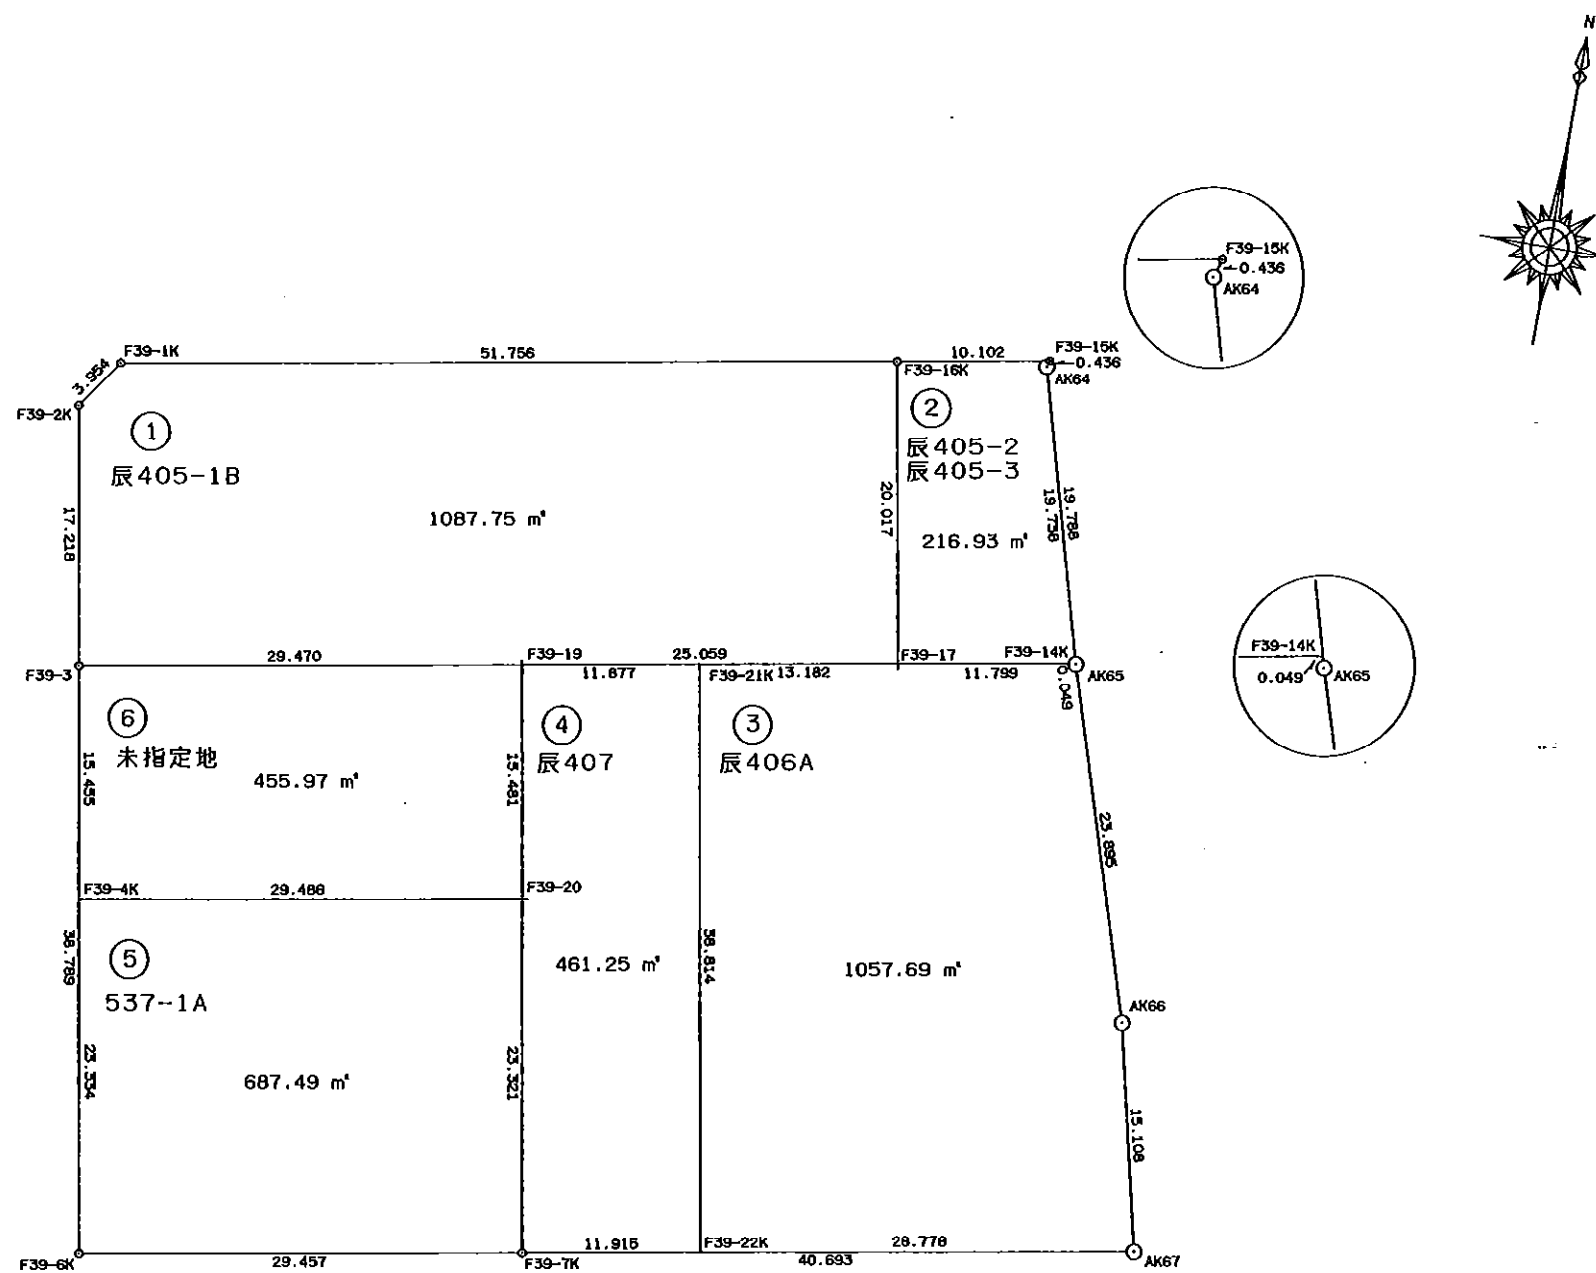 N
F39-15K
0.436
AK64
F39-1K
51.756
10.102
F39-15K
0.436
AK64
3.954
F39-16K
F39-2K
①
辰405-1B
②
辰405-2
辰405-3
17.218
1087.75 ㎡
20.017
216.93 ㎡
19.788
19.738
F39-14K
0.049
AK65
F39-3
29.470
F39-19
11.877
25.059
F39-21K
13.182
F39-17
11.799
F39-14K
0.049
AK65
⑥
未指定地
15.455
455.97 ㎡
15.481
④
辰407
③
辰406A
23.895
F39-4K
29.488
F39-20
38.789
⑤
537-1A
461.25 ㎡
38.814
1057.69 ㎡
AK66
23.334
687.49 ㎡
23.321
15.108
F39-6K
29.457
F39-7K
11.915
F39-22K
40.693
28.778
AK67